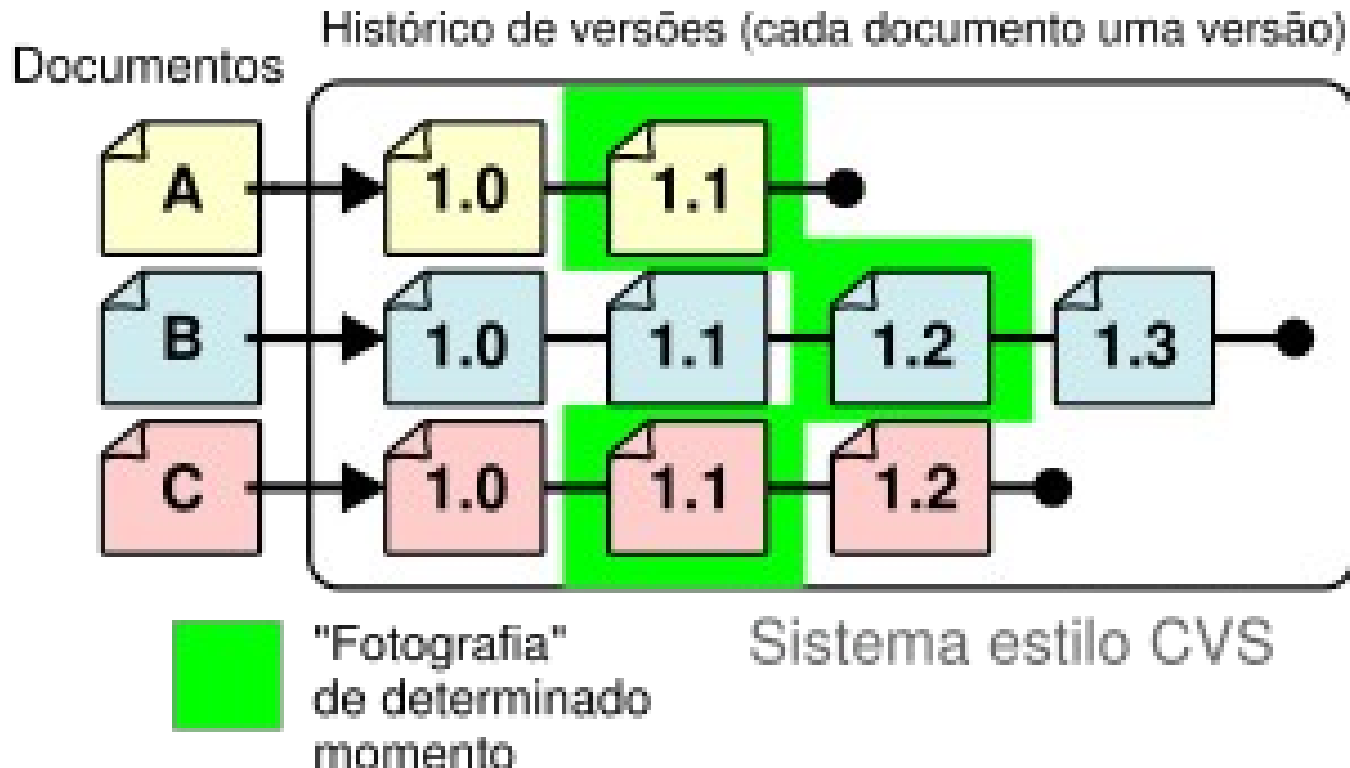 Histórico de versões (cada documento uma versão)
Documentos
A 1.0 1.1
B 1.0 1.1 1.2 1.3
C 1.0 1.1 1.2
"Fotografia"
de determinado
momento
Sistema estilo CVS